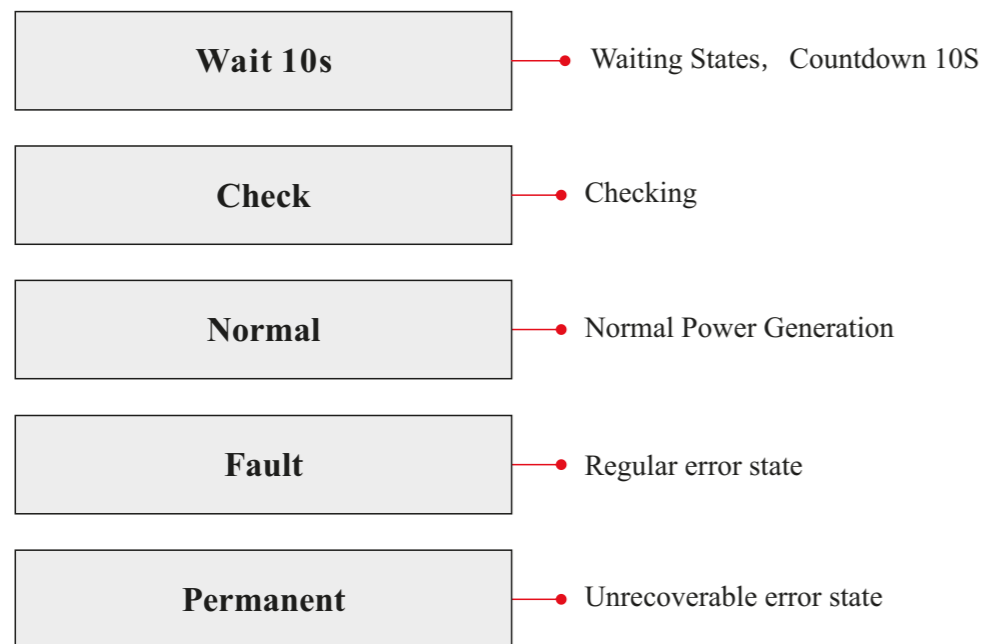 Wait 10s
Waiting States, Countdown 10S
Check
Checking
Normal
Normal Power Generation
Fault
Regular error state
Permanent
Unrecoverable error state